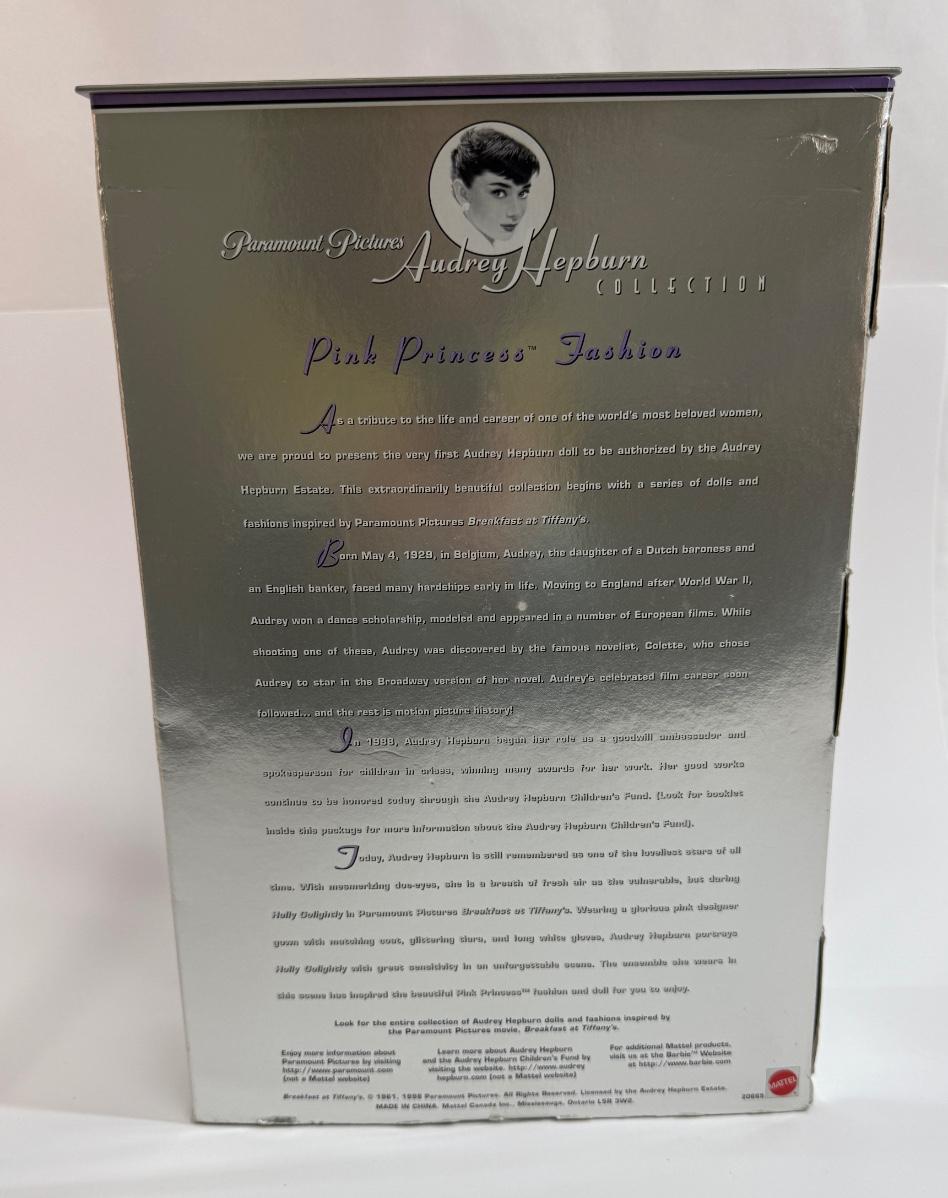 Paramount Pictures
Audrey Hepburn
COLLECTION
Pink Princess™ Fashion
As a tribute to the life and career of one of the world's most beloved women,
we are proud to present the very first Audrey Hepburn doll to be authorized by the Audrey
Hepburn Estate. This extraordinarily beautiful collection begins with a series of dolls and
fashions inspired by Paramount Pictures Breakfast at Tiffany's.
Born May 4, 1929, in Belgium, Audrey, the daughter of a Dutch baroness and
an English banker, faced many hardships early in life. Moving to England after World War II,
Audrey won a dance scholarship, modeled and appeared in a number of European films. While
shooting one of these, Audrey was discovered by the famous novelist, Colette, who chose
Audrey to star in the Broadway version of her novel. Audrey's celebrated film career soon
followed... and the rest is motion picture history!
In Audrey Hepburn began her role as a goodwill ambassador and
spokesperson for children in crises, winning many awards for her work. Her good works
continue to be honored today through the Audrey Hepburn Children's Fund. (Look for booklet
inside this package for more information about the Audrey Hepburn Children's Fund).
Today, Audrey Hepburn is still remembered as one of the loveliest stars of all
time. With mesmerizing doe-eyes, she is a breath of fresh air as the vulnerable, but daring
Holly Golightly in Paramount Pictures Breakfast at Tiffany's. Wearing a glorious pink designer
gown with matching coat, glittering tiara, and long white gloves, Audrey Hepburn portrays
Holly Golightly with great sensitivity in an unforgettable scene. The ensemble she wears in
this scene has inspired the beautiful Pink Princess™ fashion and doll for you to enjoy.
Look for the entire collection of Audrey Hepburn dolls and fashions inspired by
the Paramount Pictures movie, Breakfast at Tiffany's.
Enjoy more information about
Paramount Pictures by visiting
http://www.paramount.com
(not a Mattel website)
Learn more about Audrey Hepburn
and the Audrey Hepburn Children's Fund by
visiting the website. http://www.audrey
hepburn.com (not a Mattel website)
For additional Mattel products,
visit us at the Barbie™ Website
at http://www.barbie.com
Breakfast at Tiffany's. © 1961, 1998 Paramount Pictures. All Rights Reserved. Licensed by the Audrey Hepburn Estate.
MADE IN CHINA. Mattel Canada Inc., Mississauga, Ontario L5R 3W2.
MATTEL